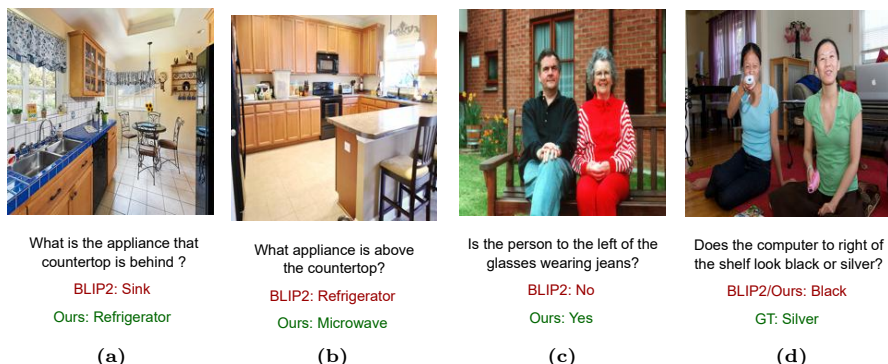 What is the appliance that
countertop is behind ?
BLIP2: Sink
Ours: Refrigerator
(a)
What appliance is above
the countertop?
BLIP2: Refrigerator
Ours: Microwave
(b)
Is the person to the left of the
glasses wearing jeans?
BLIP2: No
Ours: Yes
(c)
Does the computer to right of
the shelf look black or silver?
BLIP2/Ours: Black
GT: Silver
(d)